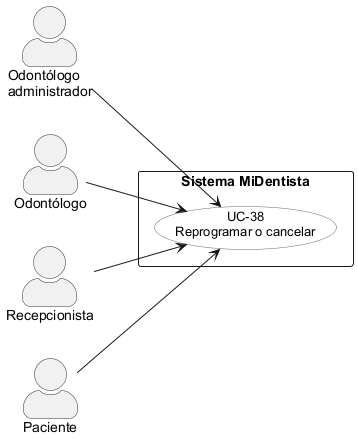 Odontólogo
administrador
Odontólogo
Sistema MiDentista
UC-38
Reprogramar o cancelar
Recepcionista
Paciente